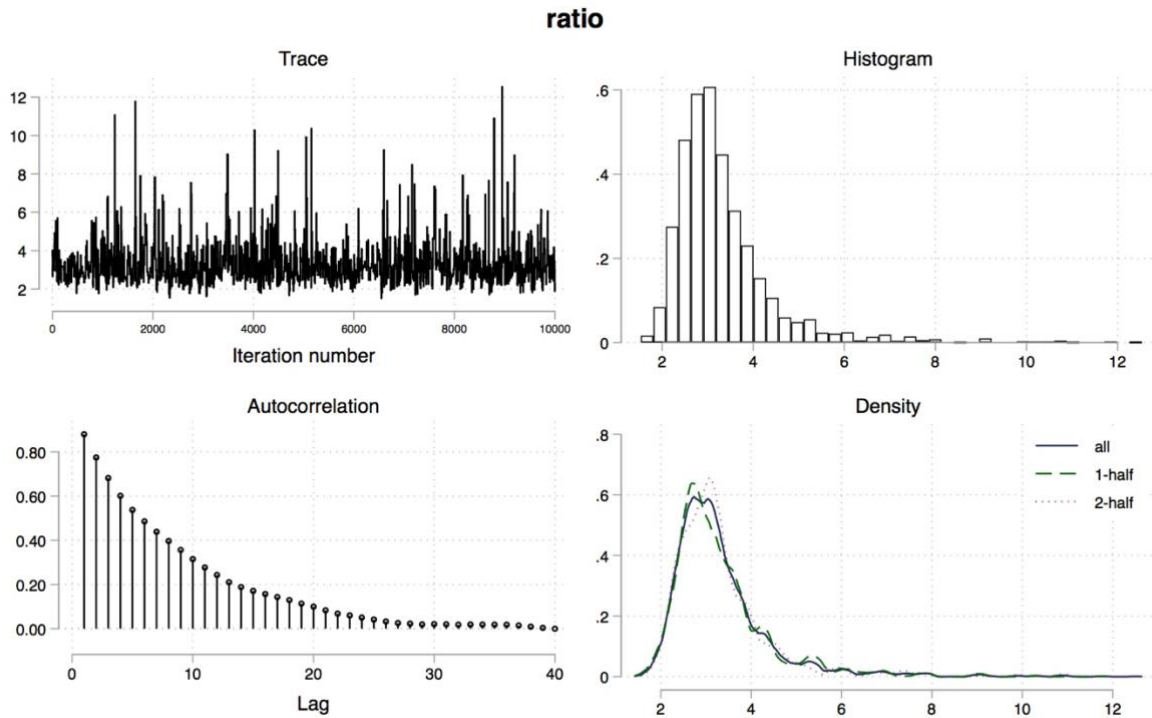 ratio
Trace
12
10
8
6
4
2
0 2000 4000 6000 8000 10000
Iteration number
Histogram
.6
.4
.2
0
2 4 6 8 10 12
Autocorrelation
0.80
0.60
0.40
0.20
0.00
0 10 20 30 40
Lag
Density
.8
.6
.4
.2
0
all
1-half
2-half
2 4 6 8 10 12